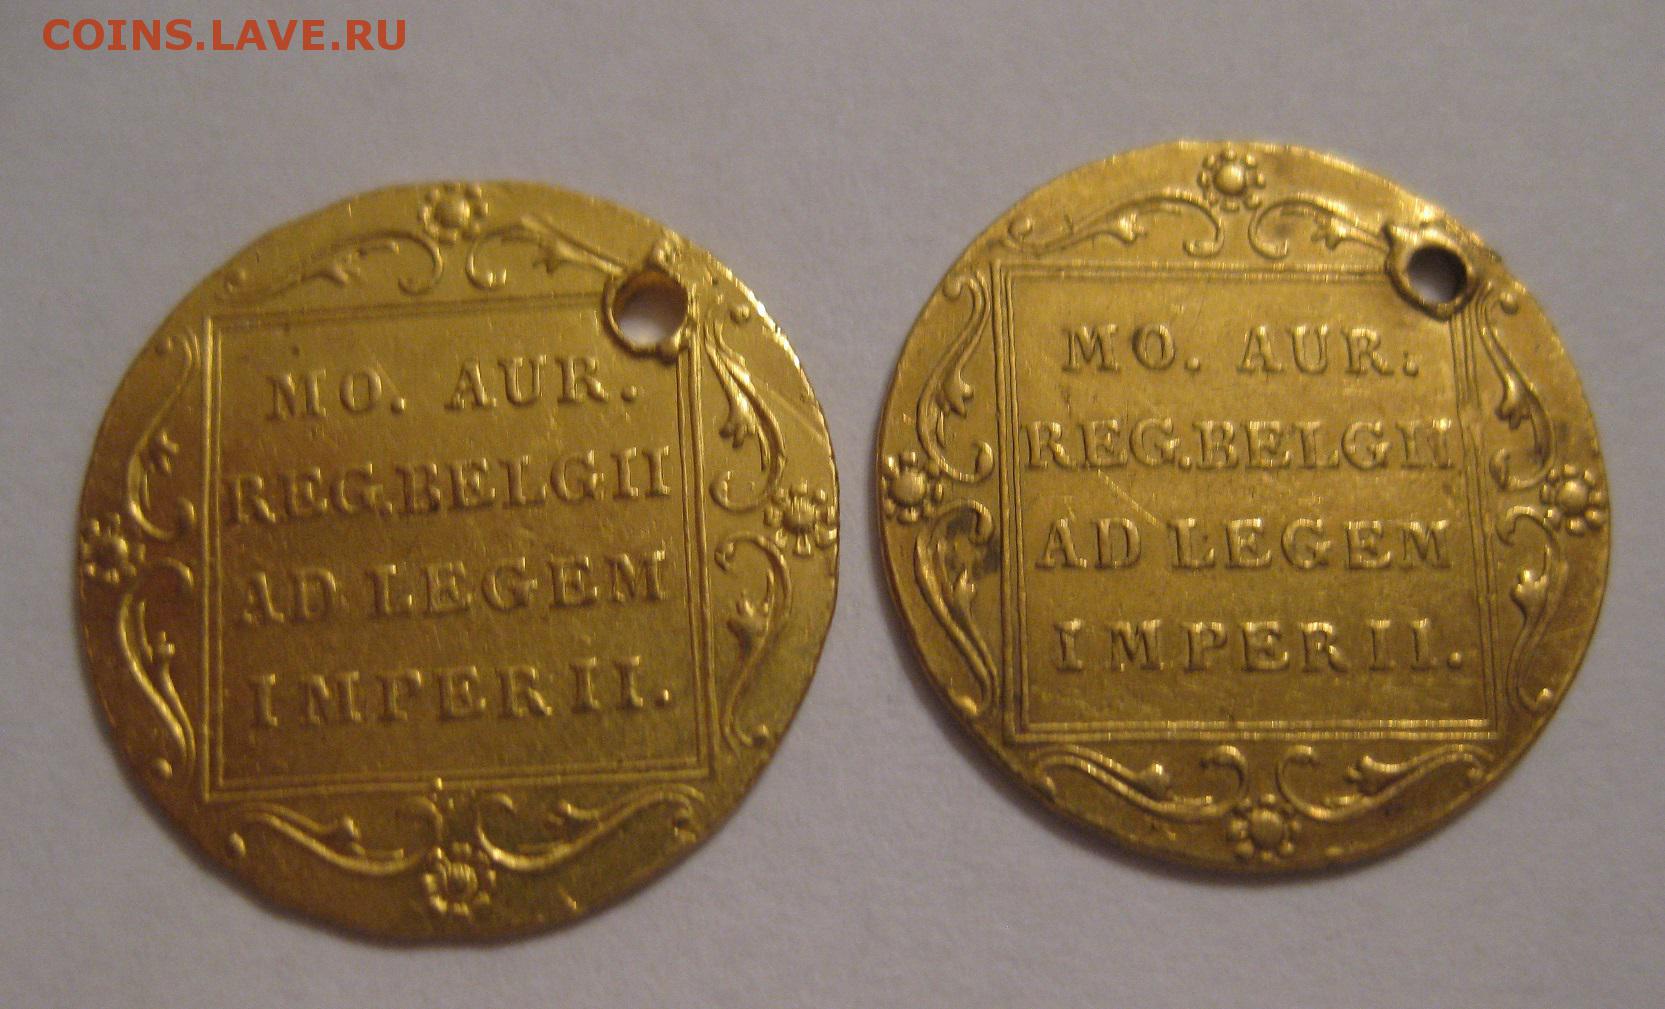 COINS.LAVE.RU
MO. AUR.
REG.BELGII
AD LEGEM
IMPERII.
MO. AUR.
REG.BELGII
AD LEGEM
IMPERII.